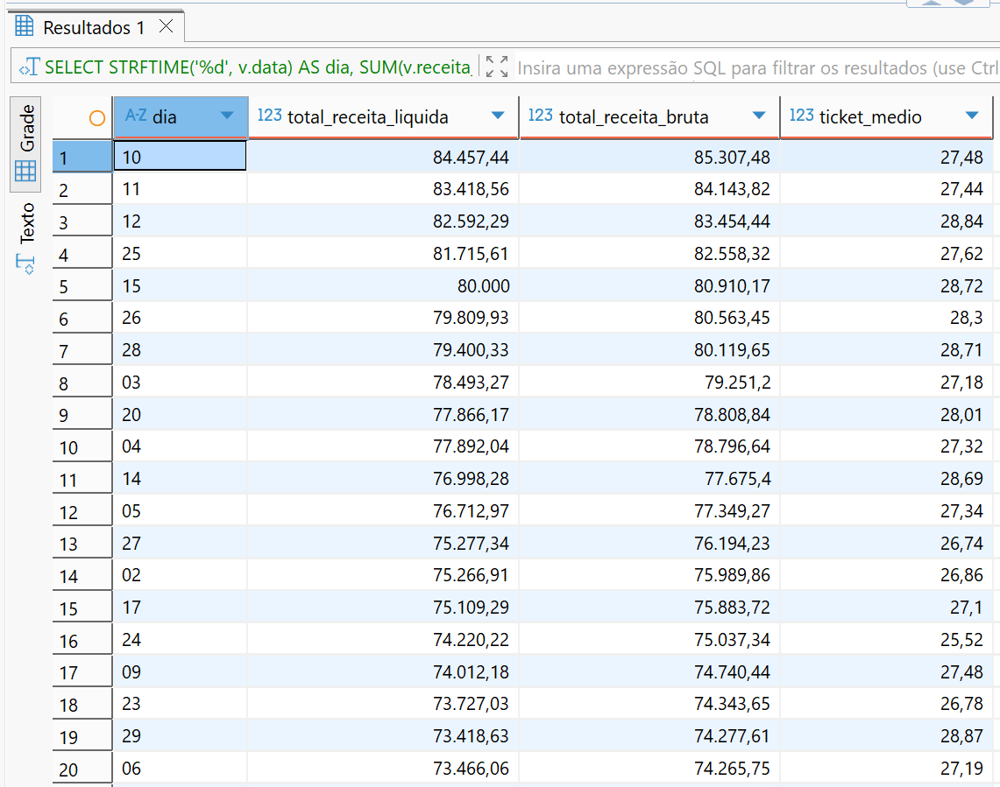 Resultados 1
SELECT STRFTIME('%d', v.data) AS dia, SUM(v.receita_ Insira uma expressão SQL para filtrar os resultados (use Ctrl
Grade
Texto
A-Z dia 123 total_receita_liquida 123 total_receita_bruta 123 ticket_medio
1 10 84.457,44 85.307,48 27,48
2 11 83.418,56 84.143,82 27,44
3 12 82.592,29 83.454,44 28,84
4 25 81.715,61 82.558,32 27,62
5 15 80.000 80.910,17 28,72
6 26 79.809,93 80.563,45 28,3
7 28 79.400,33 80.119,65 28,71
8 03 78.493,27 79.251,2 27,18
9 20 77.866,17 78.808,84 28,01
10 04 77.892,04 78.796,64 27,32
11 14 76.998,28 77.675,4 28,69
12 05 76.712,97 77.349,27 27,34
13 27 75.277,34 76.194,23 26,74
14 02 75.266,91 75.989,86 26,86
15 17 75.109,29 75.883,72 27,1
16 24 74.220,22 75.037,34 25,52
17 09 74.012,18 74.740,44 27,48
18 23 73.727,03 74.343,65 26,78
19 29 73.418,63 74.277,61 28,87
20 06 73.466,06 74.265,75 27,19